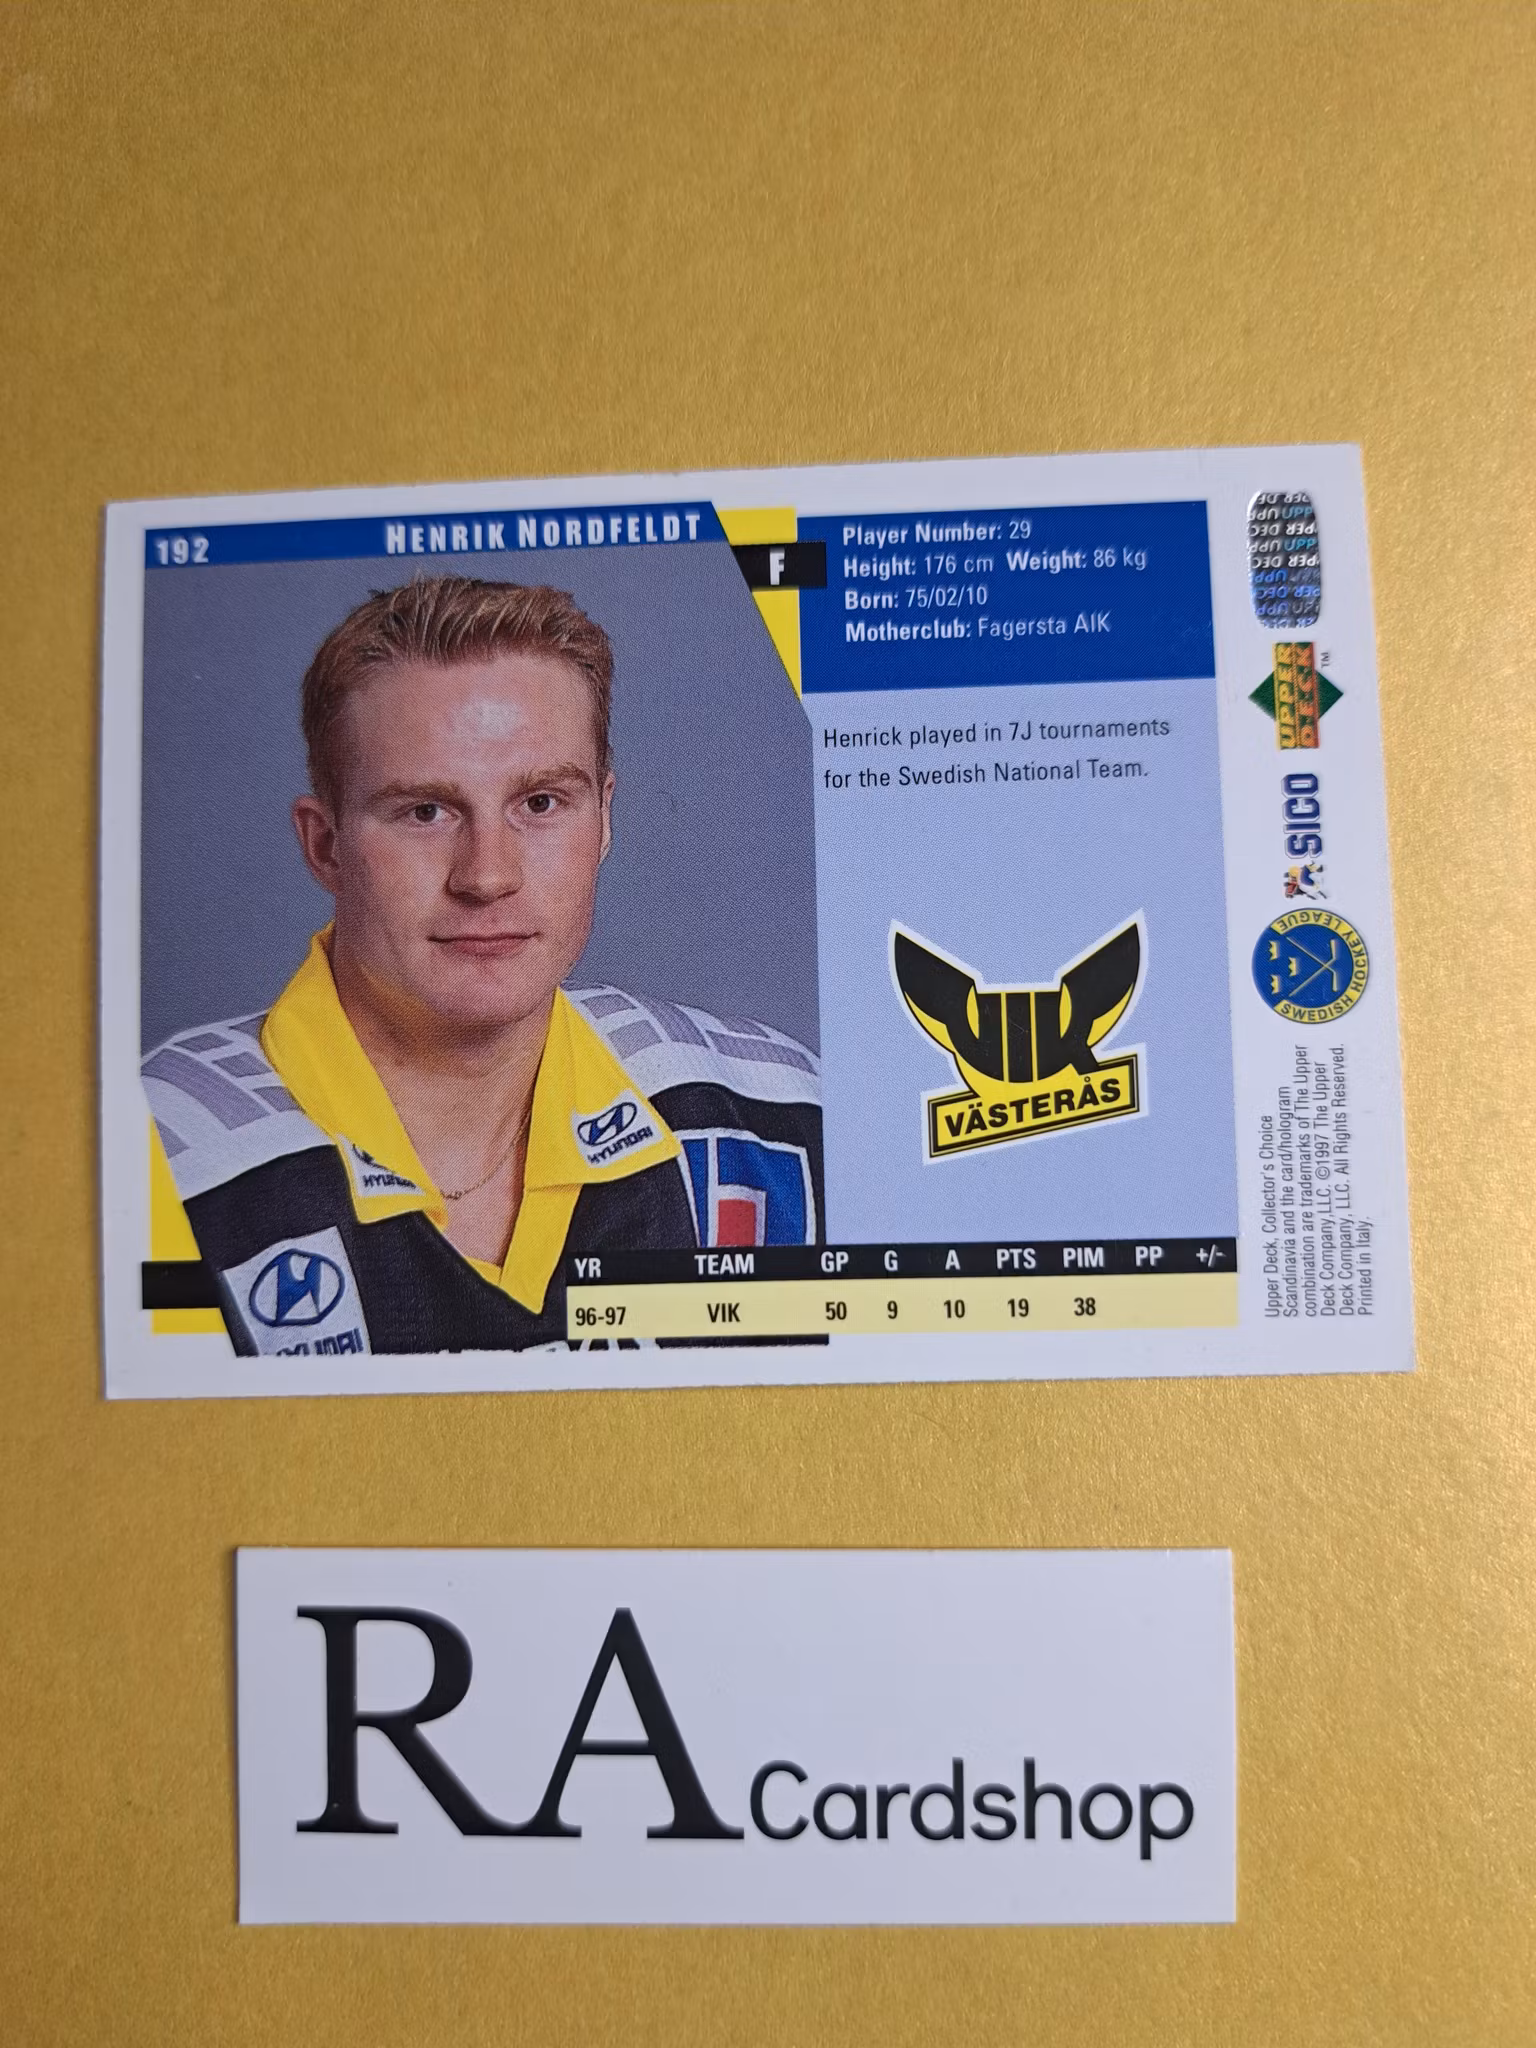 192 HENRIK NORDFELDT
F
Player Number: 29
Height: 176 cm Weight: 86 kg
Born: 75/02/10
Motherclub: Fagersta AIK
Henrick played in 7J tournaments
for the Swedish National Team.
VIK
VÄSTERÅS
HYUNDAI
HYUNDAI
YR TEAM GP G A PTS PIM PP +/-
96-97 VIK 50 9 10 19 38
UPPER
DECK
TM
SICO
SWEDISH HOCKEY LEAGUE
Upper Deck, Collector's Choice
Scandinavia and the card/hologram
combination are trademarks of The Upper
Deck Company, LLC. ©1997 The Upper
Deck Company, LLC. All Rights Reserved.
Printed in Italy.
RA Cardshop